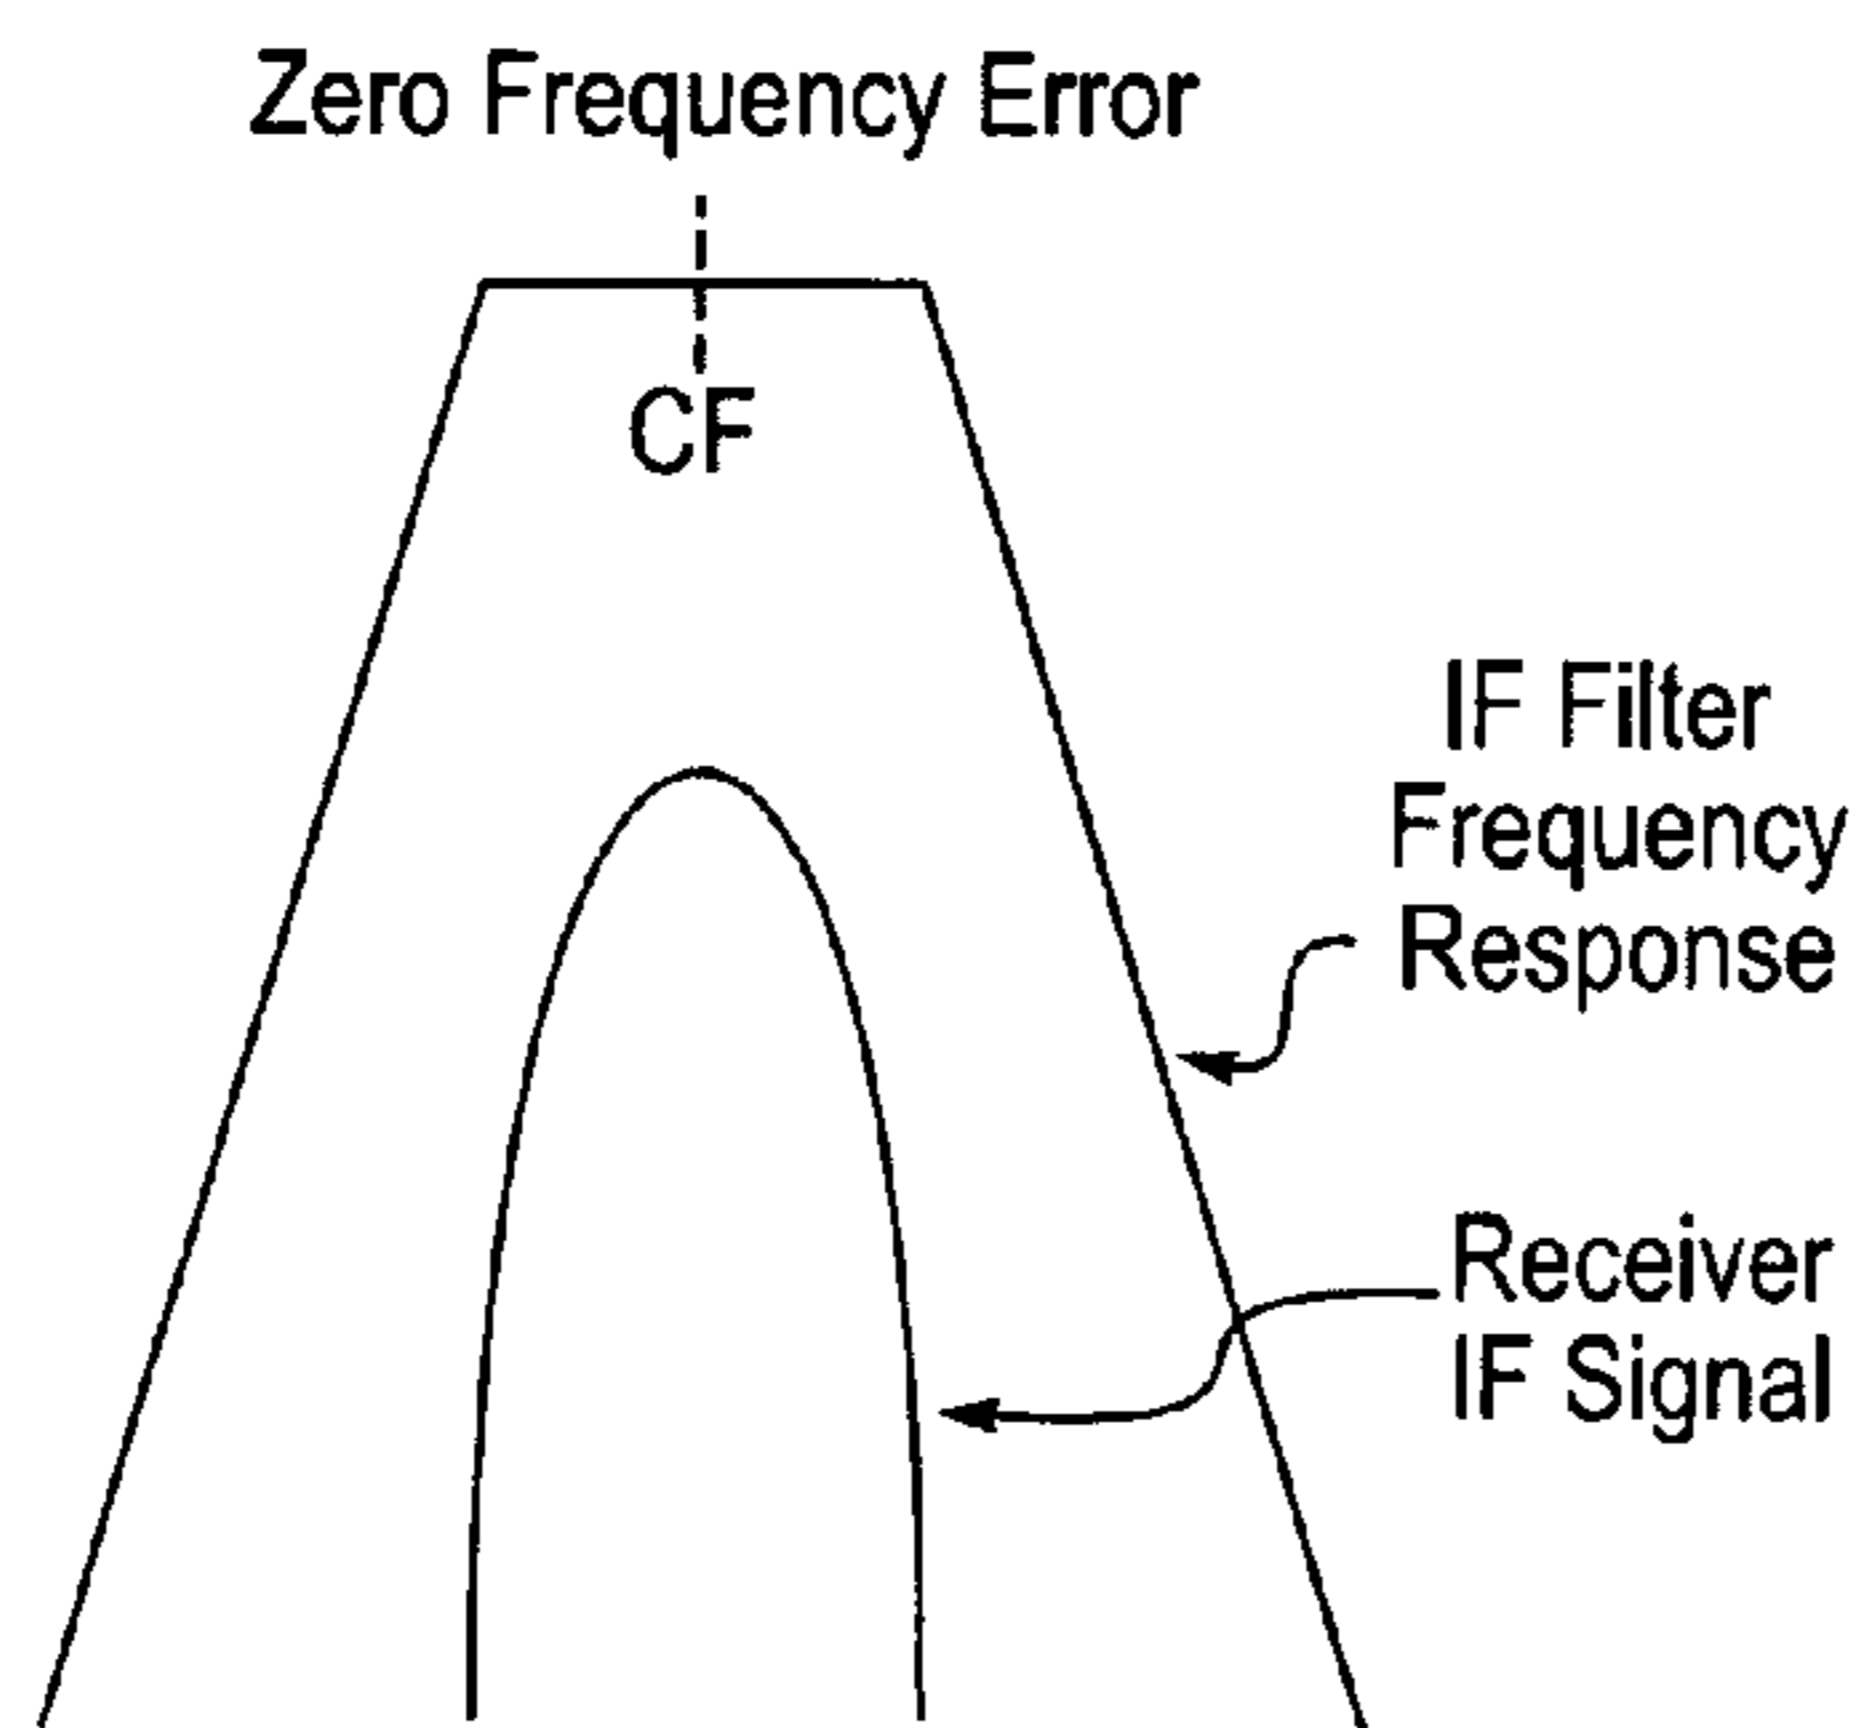 Zero Frequency Error
CF
IF Filter
Frequency
Response
Receiver
IF Signal